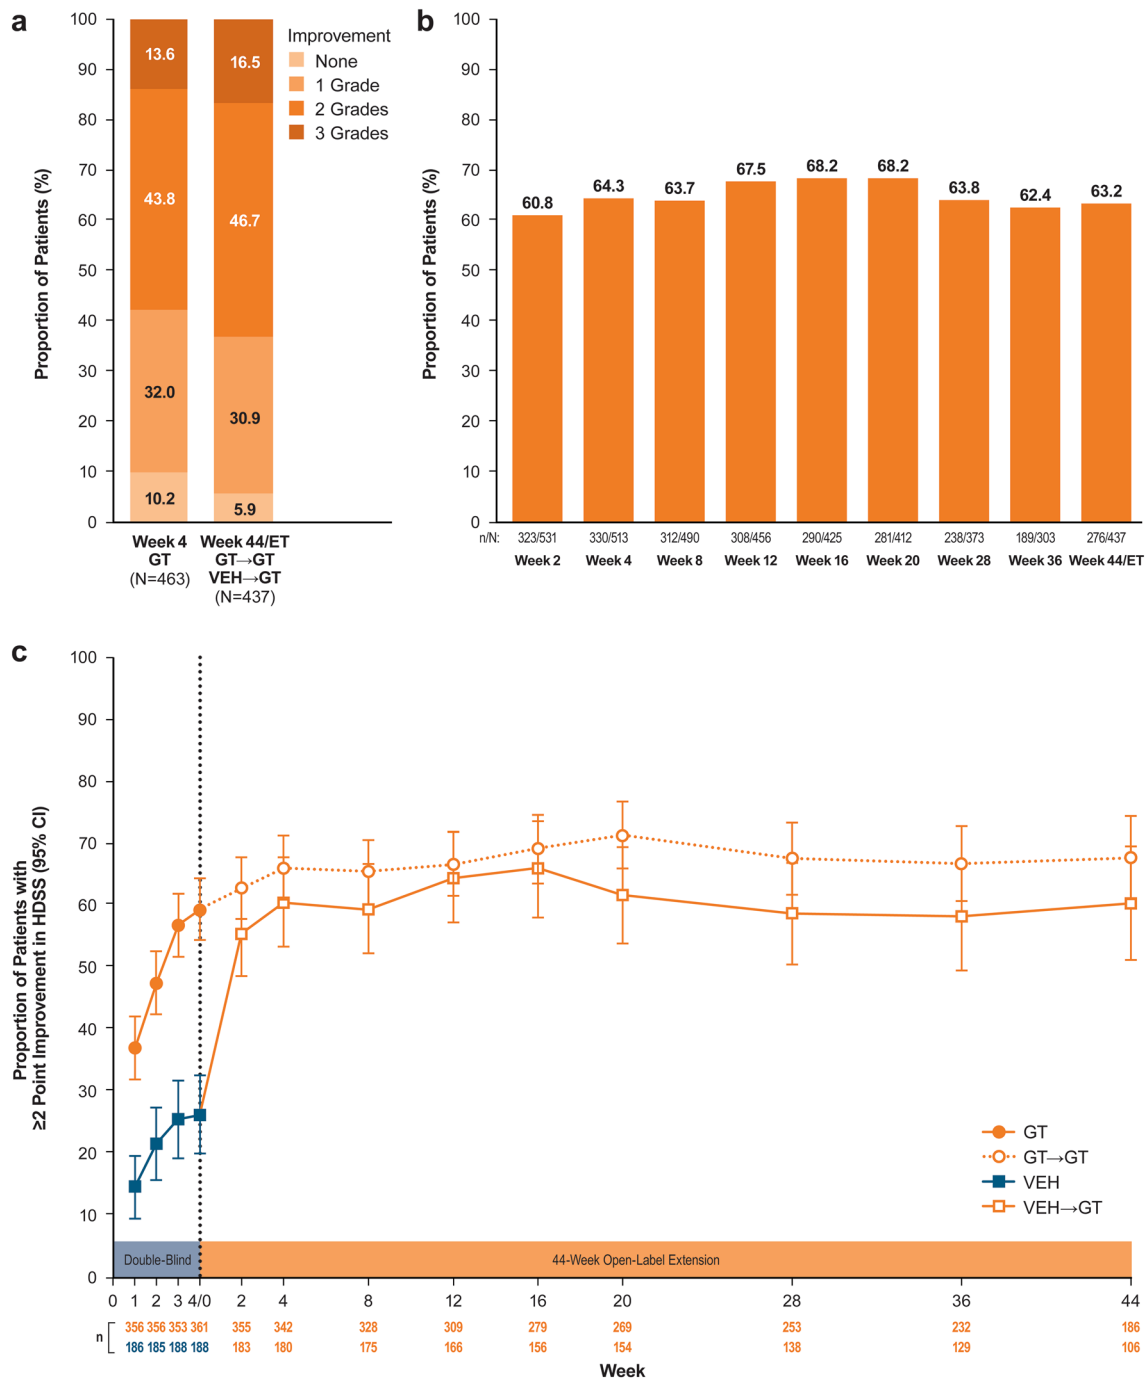 a
Proportion of Patients (%)
100
90
80
70
60
50
40
30
20
10
0
13.6
43.8
32.0
10.2
16.5
46.7
30.9
5.9
Improvement
None
1 Grade
2 Grades
3 Grades
Week 4
GT
(N=463)
Week 44/ET
GT→GT
VEH→GT
(N=437)
b
Proportion of Patients (%)
100
90
80
70
60
50
40
30
20
10
0
60.8 64.3 63.7 67.5 68.2 68.2 63.8 62.4 63.2
n/N: 323/531 330/513 312/490 308/456 290/425 281/412 238/373 189/303 276/437
Week 2 Week 4 Week 8 Week 12 Week 16 Week 20 Week 28 Week 36 Week 44/ET
c
Proportion of Patients with
≥2 Point Improvement in HDSS (95% CI)
100
90
80
70
60
50
40
30
20
10
0
GT
GT→GT
VEH
VEH→GT
Double-Blind 44-Week Open-Label Extension
0 1 2 3 4/0 2 4 8 12 16 20 28 36 44
n
356 356 353 361 355 342 328 309 279 269 253 232 186
186 185 188 188 183 180 175 166 156 154 138 129 106
Week